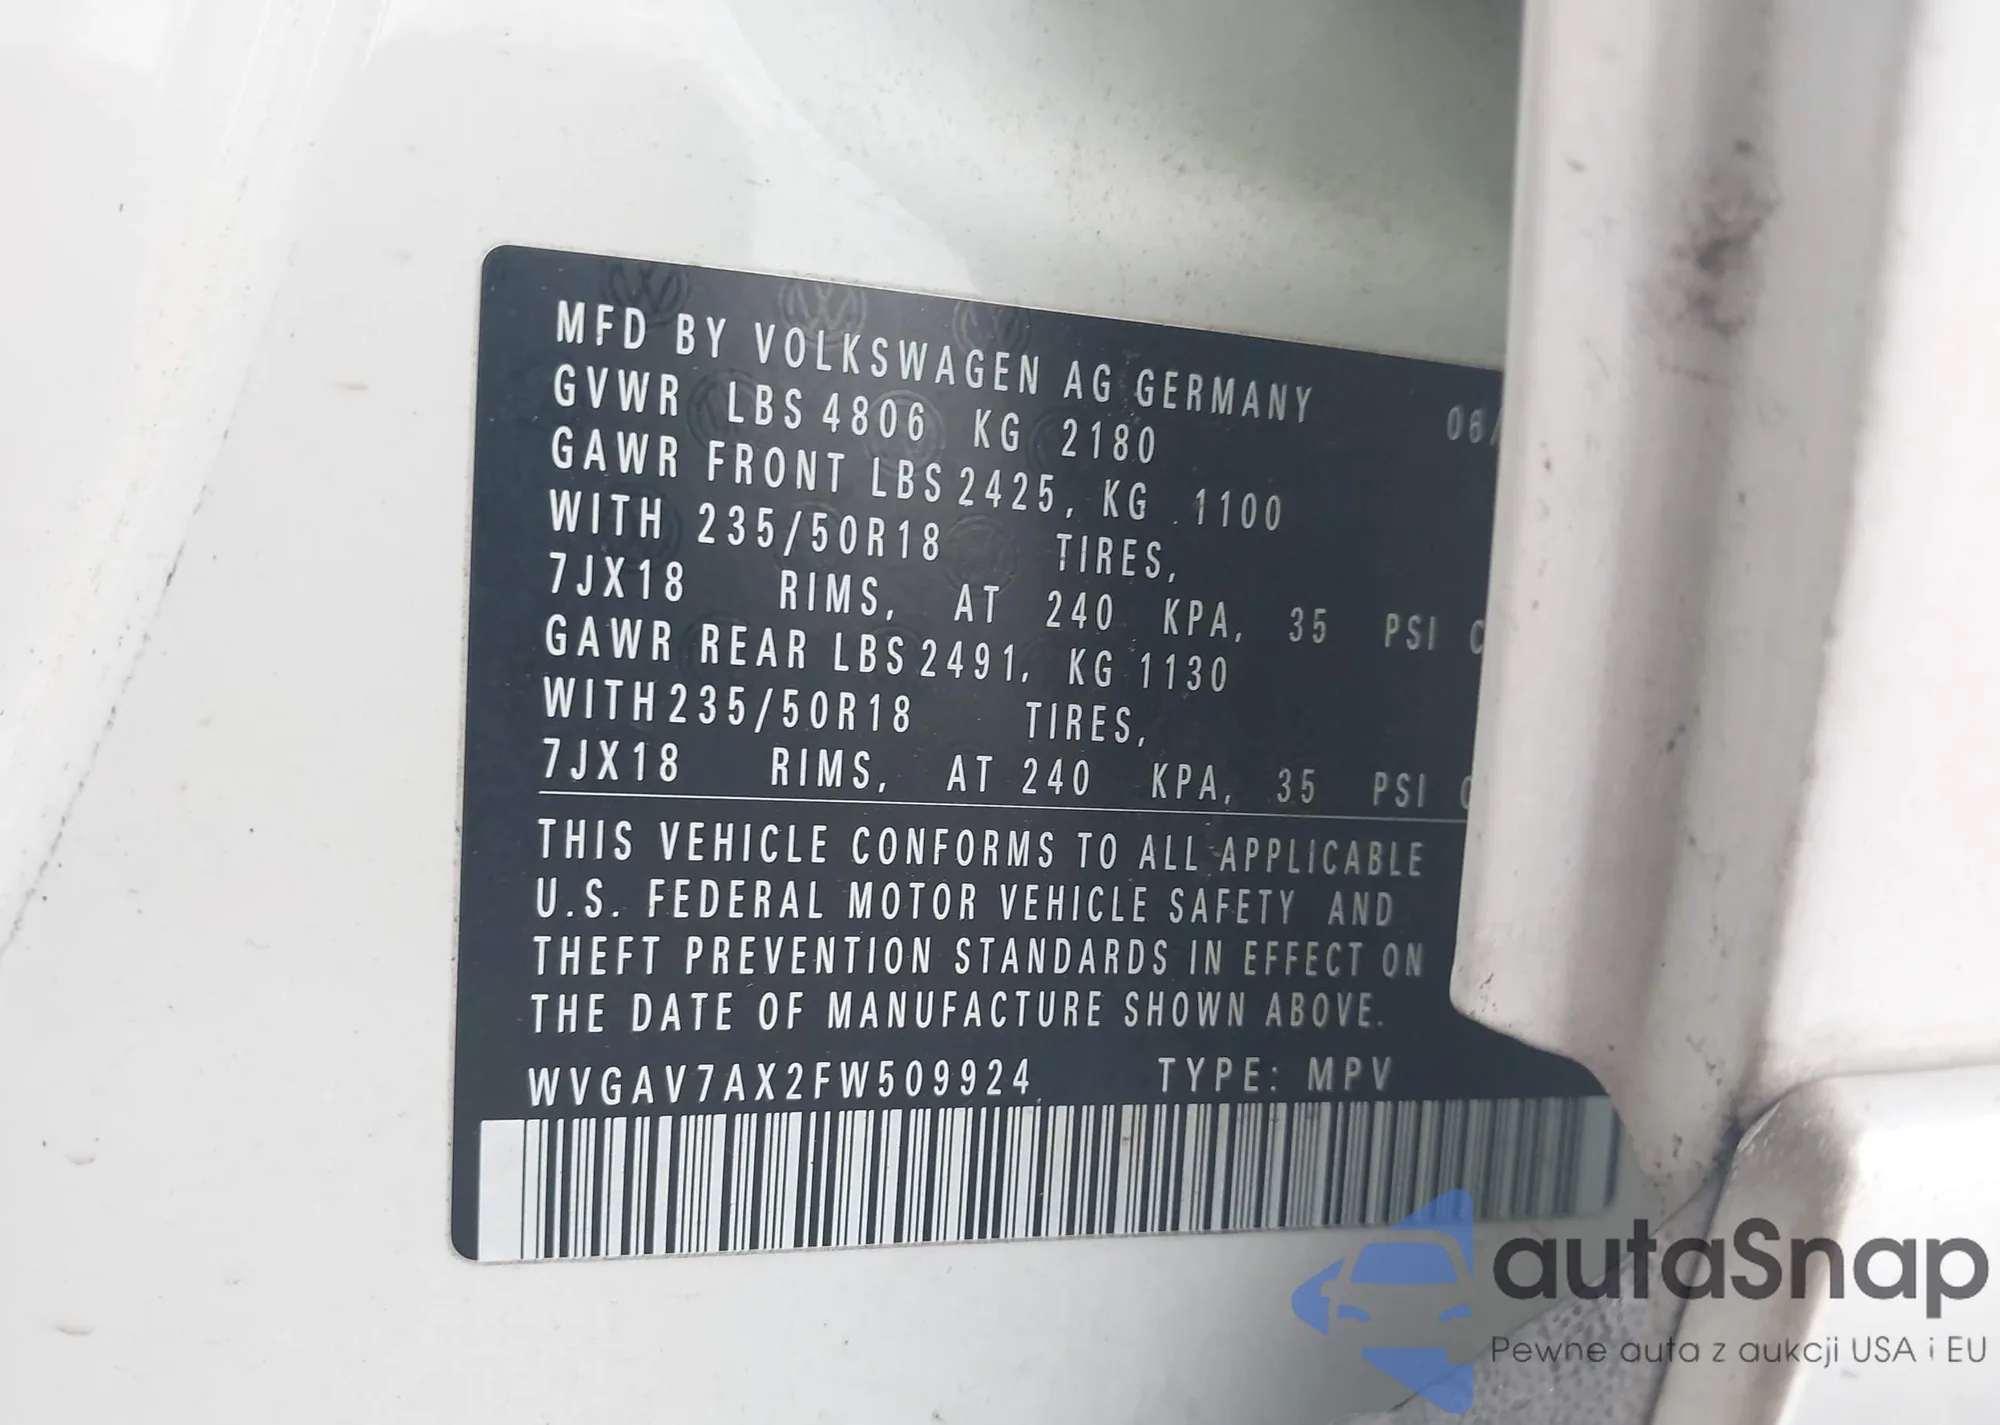 MFD BY VOLKSWAGEN AG GERMANY 06/
GVWR LBS 4806 KG 2180
GAWR FRONT LBS 2425, KG 1100
WITH 235/50R18 TIRES,
7JX18 RIMS, AT 240 KPA, 35 PSI C
GAWR REAR LBS 2491, KG 1130
WITH 235/50R18 TIRES,
7JX18 RIMS, AT 240 KPA, 35 PSI C
THIS VEHICLE CONFORMS TO ALL APPLICABLE
U.S. FEDERAL MOTOR VEHICLE SAFETY AND
THEFT PREVENTION STANDARDS IN EFFECT ON
THE DATE OF MANUFACTURE SHOWN ABOVE.
WVGAV7AX2FW509924 TYPE: MPV
autaSnap
Pewne auta z aukcji USA i EU